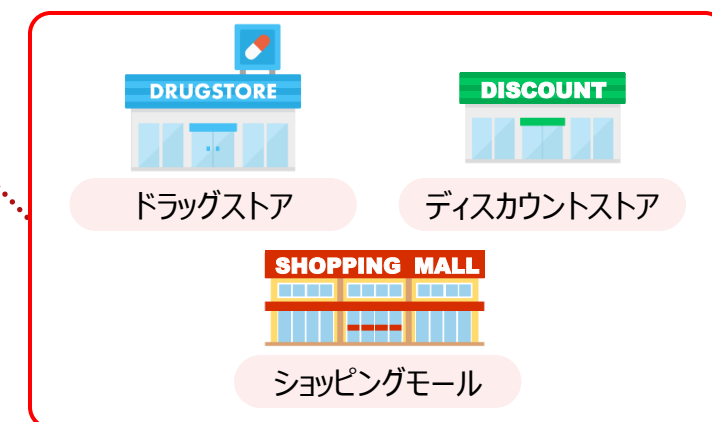 DRUGSTORE
ドラッグストア
DISCOUNT
ディスカウントストア
SHOPPING MALL
ショッピングモール